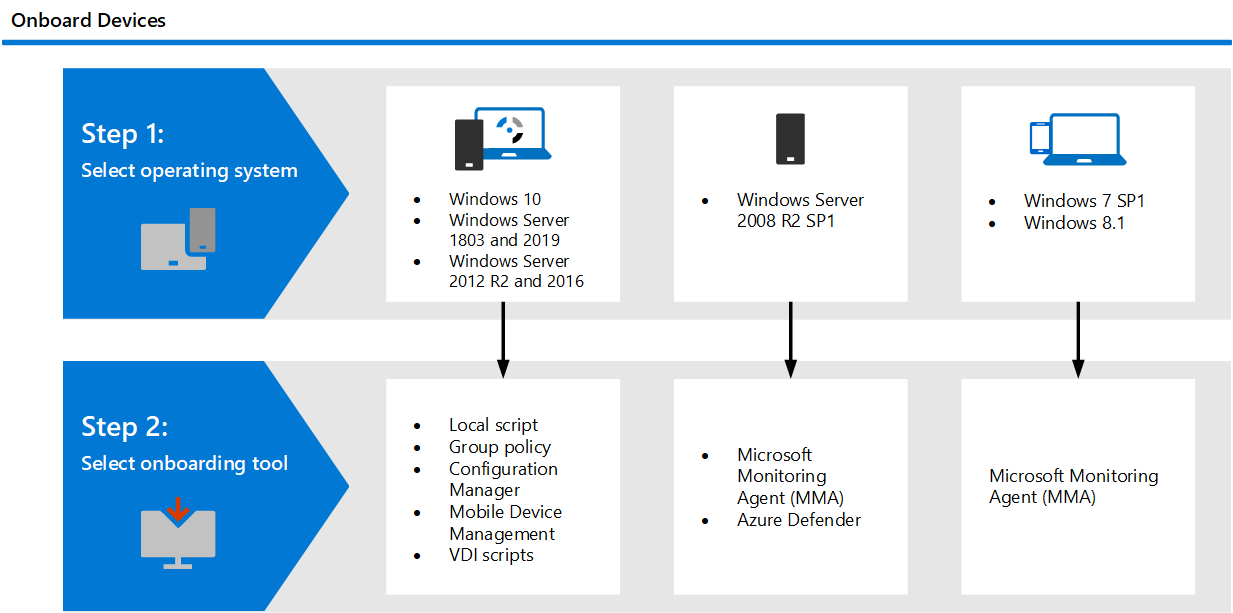 Onboard Devices
Step 1:
Select operating system
• Windows 10
• Windows Server
1803 and 2019
• Windows Server
2012 R2 and 2016
• Windows Server
2008 R2 SP1
• Windows 7 SP1
• Windows 8.1
Step 2:
Select onboarding tool
• Local script
• Group policy
• Configuration
Manager
• Mobile Device
Management
• VDI scripts
• Microsoft
Monitoring
Agent (MMA)
• Azure Defender
Microsoft Monitoring
Agent (MMA)